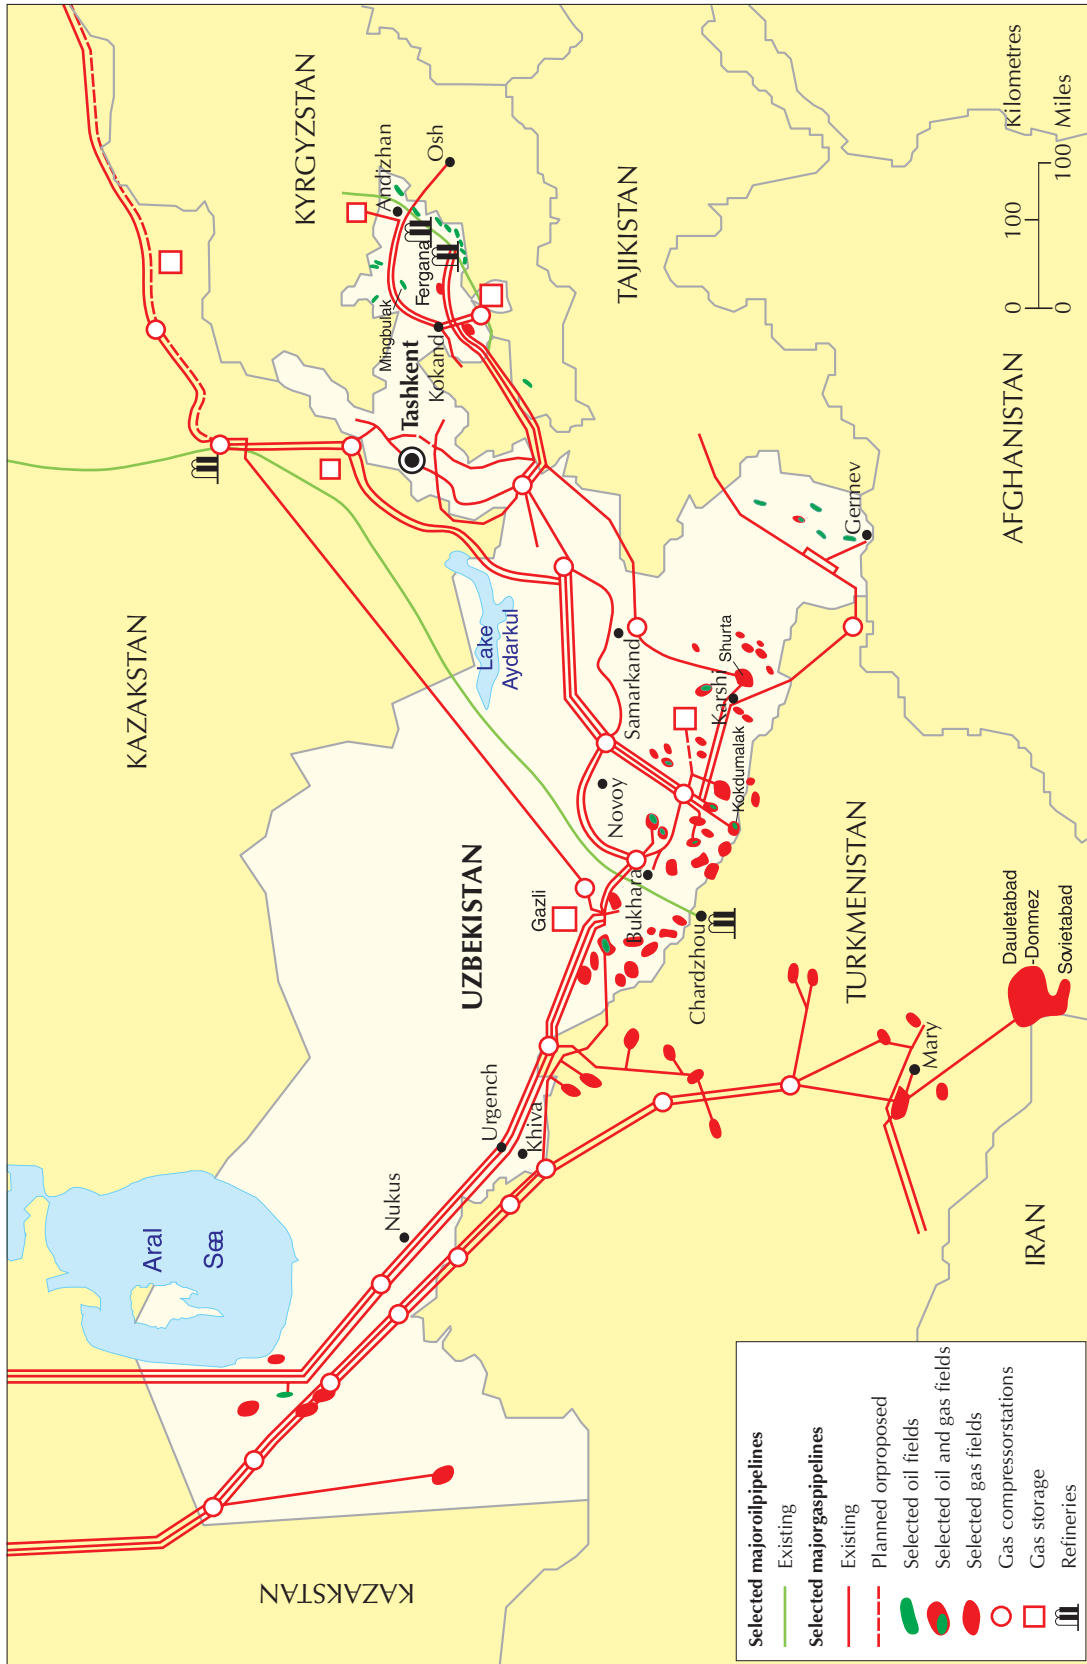 KAZAKSTAN
KYRGYZSTAN
Andizhan
Osh
Fergana
Mingbulak
Kokand
Tashkent
TAJIKISTAN
Lake
Aydarkul
UZBEKISTAN
Samarkand
Novoy
Gazli
Bukhara
Karshi
Shurta
Kokdumalak
Germev
AFGHANISTAN
Chardzhou
TURKMENISTAN
Urgench
Khiva
Nukus
Aral
Sea
Mary
Dauletabad
-Donmez
Sovietabad
IRAN
KAZAKSTAN
0 100 Kilometres
0 100 Miles
Selected majoroilpipelines
Existing
Selected majorgaspipelines
Existing
Planned orproposed
Selected oil fields
Selected oil and gas fields
Selected gas fields
Gas compressorstations
Gas storage
Refineries